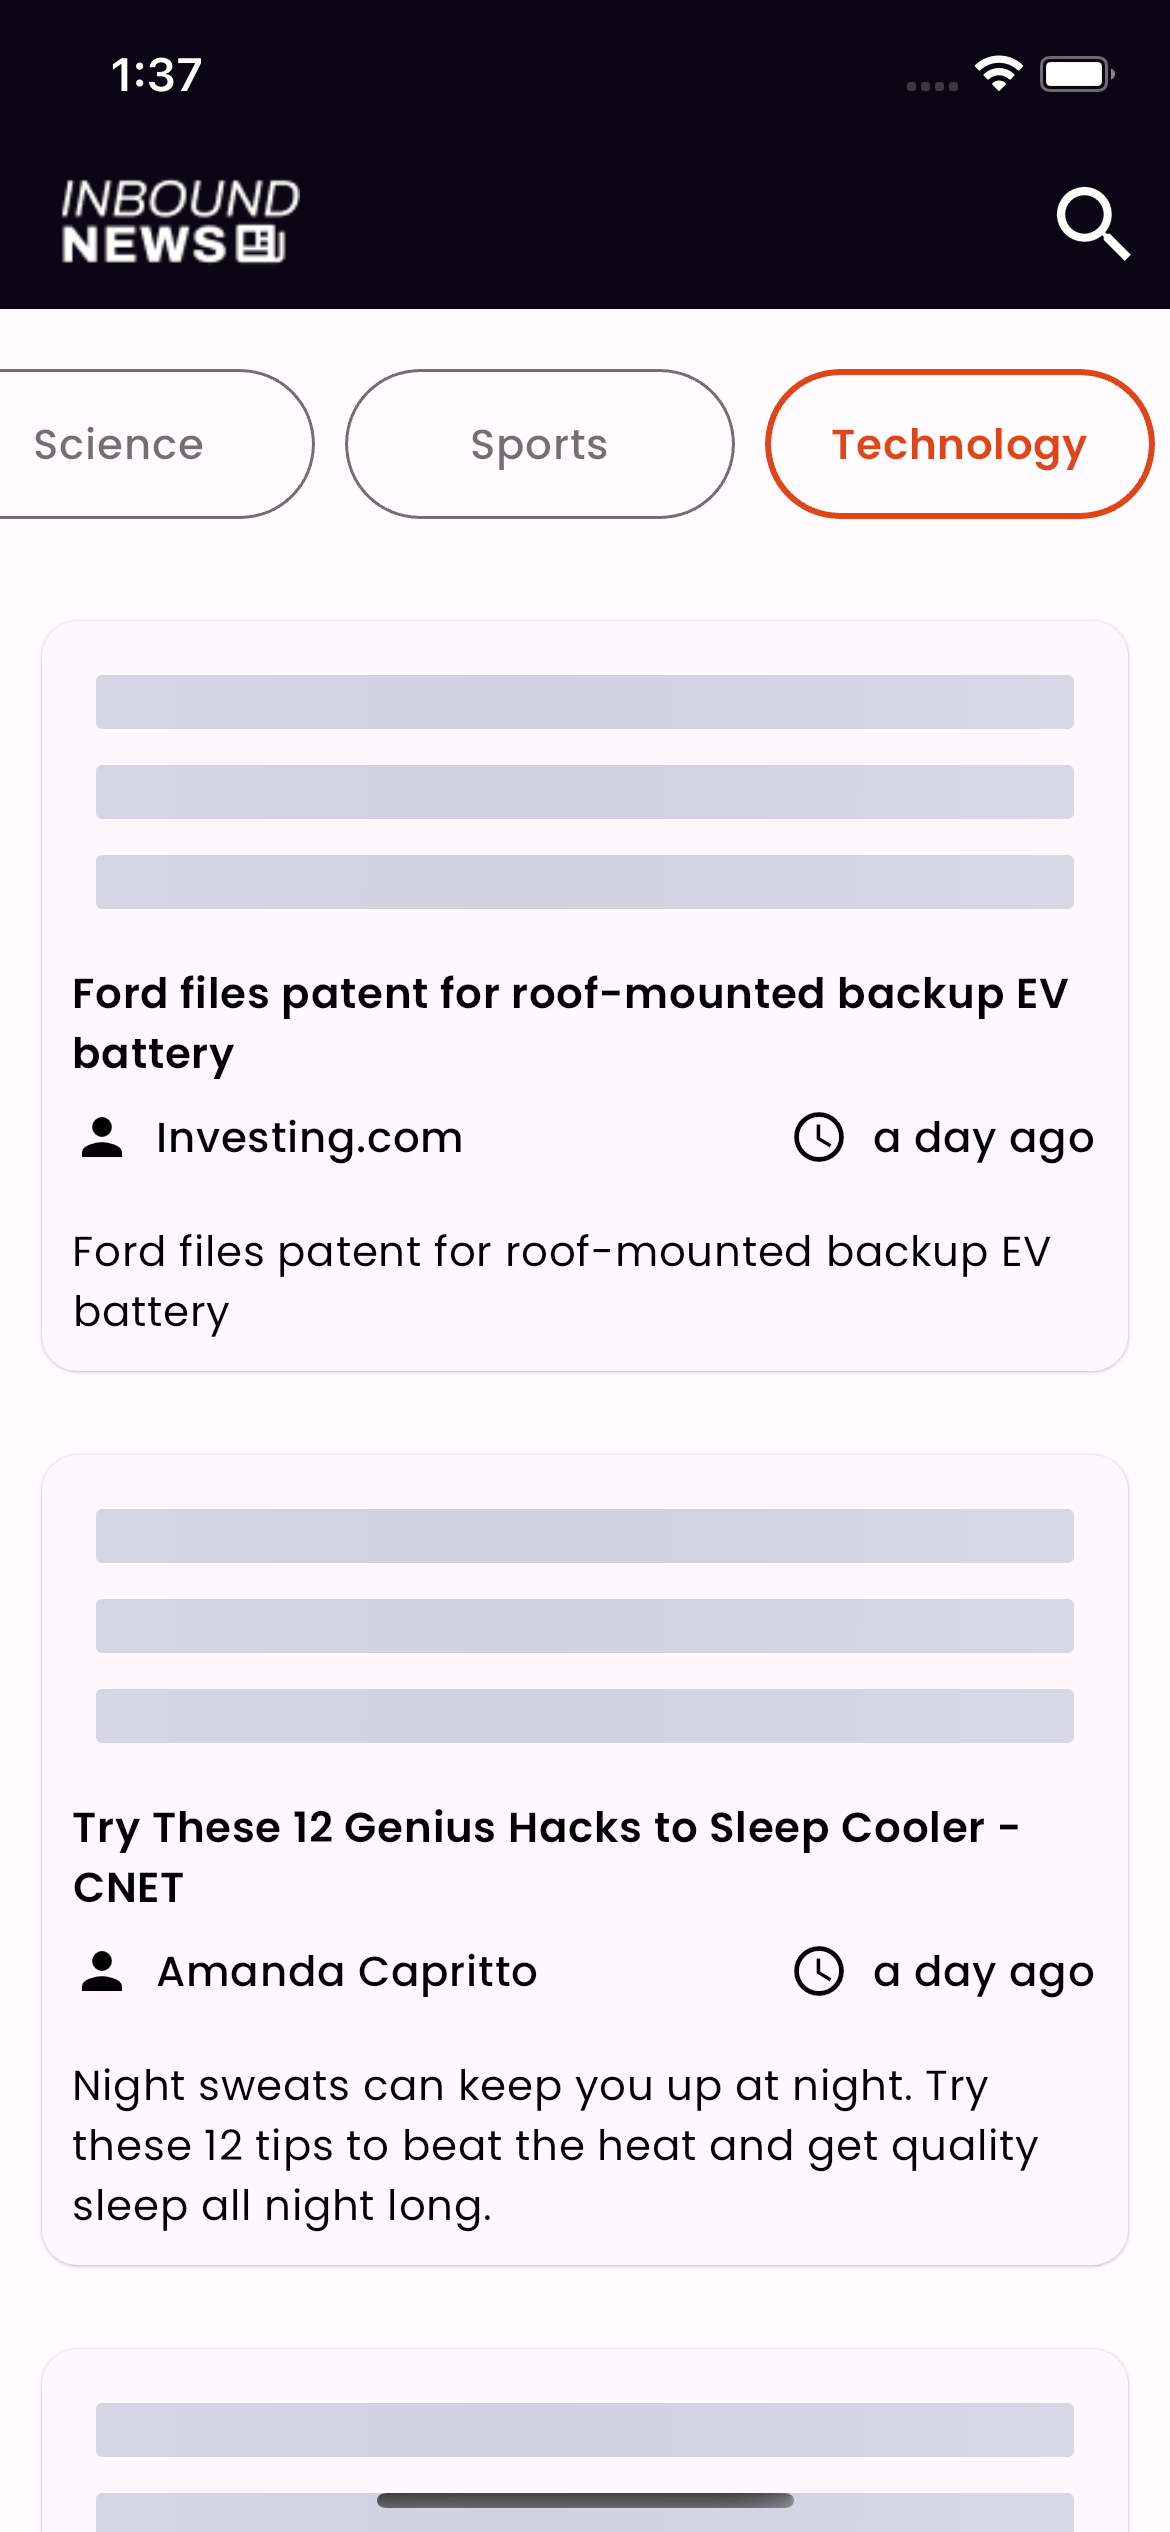 1:37
INBOUND
NEWS
Science
Sports
Technology
Ford files patent for roof-mounted backup EV
battery
Investing.com
a day ago
Ford files patent for roof-mounted backup EV
battery
Try These 12 Genius Hacks to Sleep Cooler -
CNET
Amanda Capritto
a day ago
Night sweats can keep you up at night. Try
these 12 tips to beat the heat and get quality
sleep all night long.